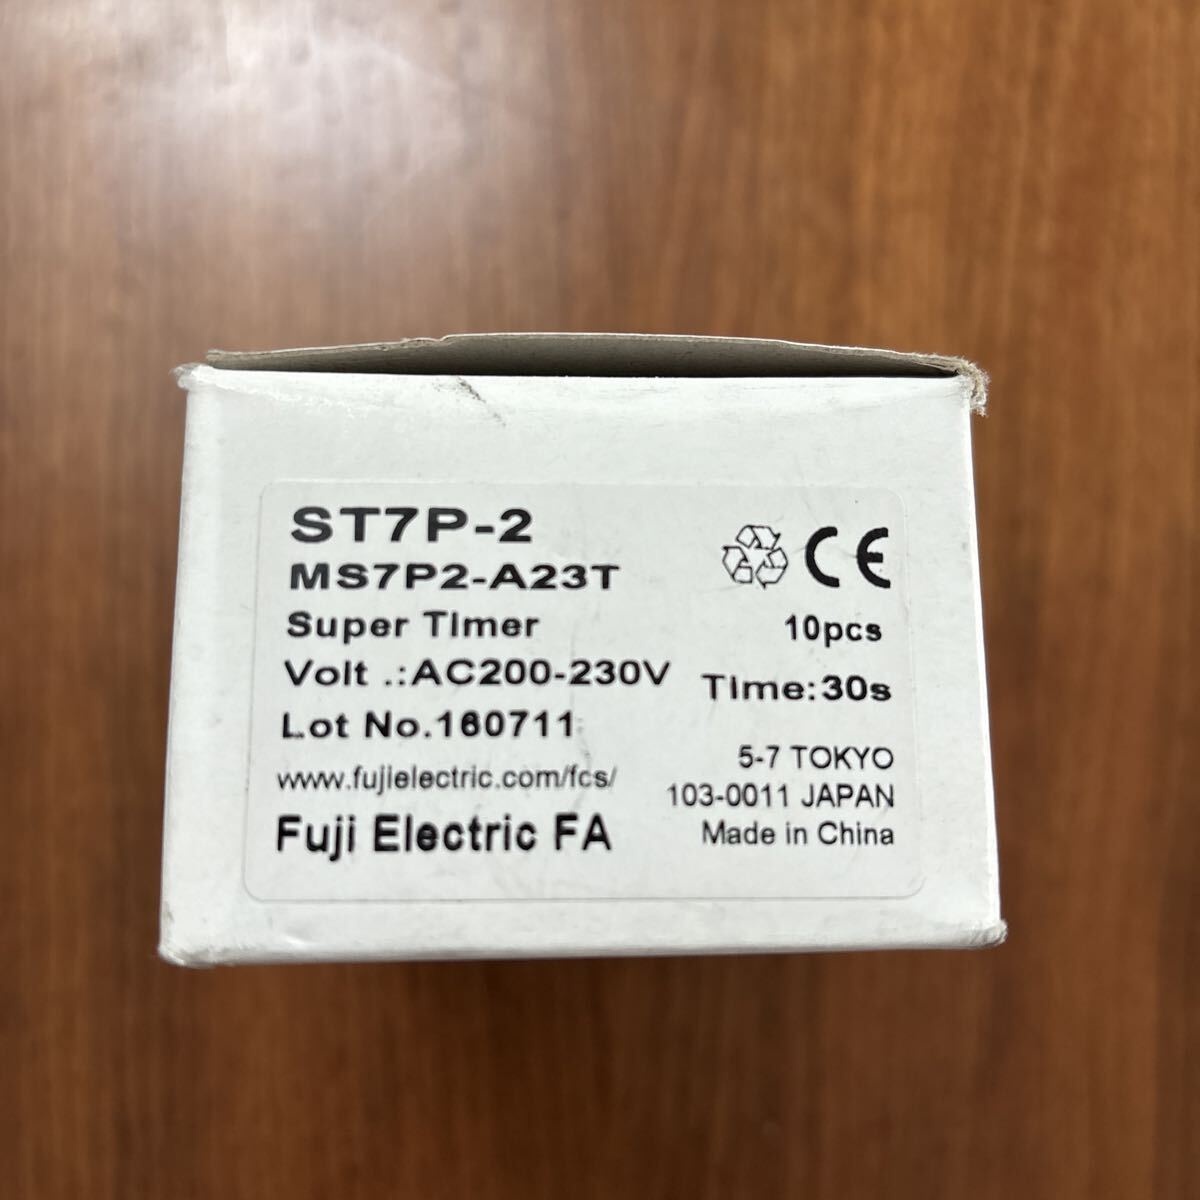 ST7P-2
MS7P2-A23T
CE
Super Timer
10pcs
Volt .:AC200-230V
Time:30s
Lot No.160711
www.fujielectric.com/fcs/
5-7 TOKYO
103-0011 JAPAN
Fuji Electric FA
Made in China